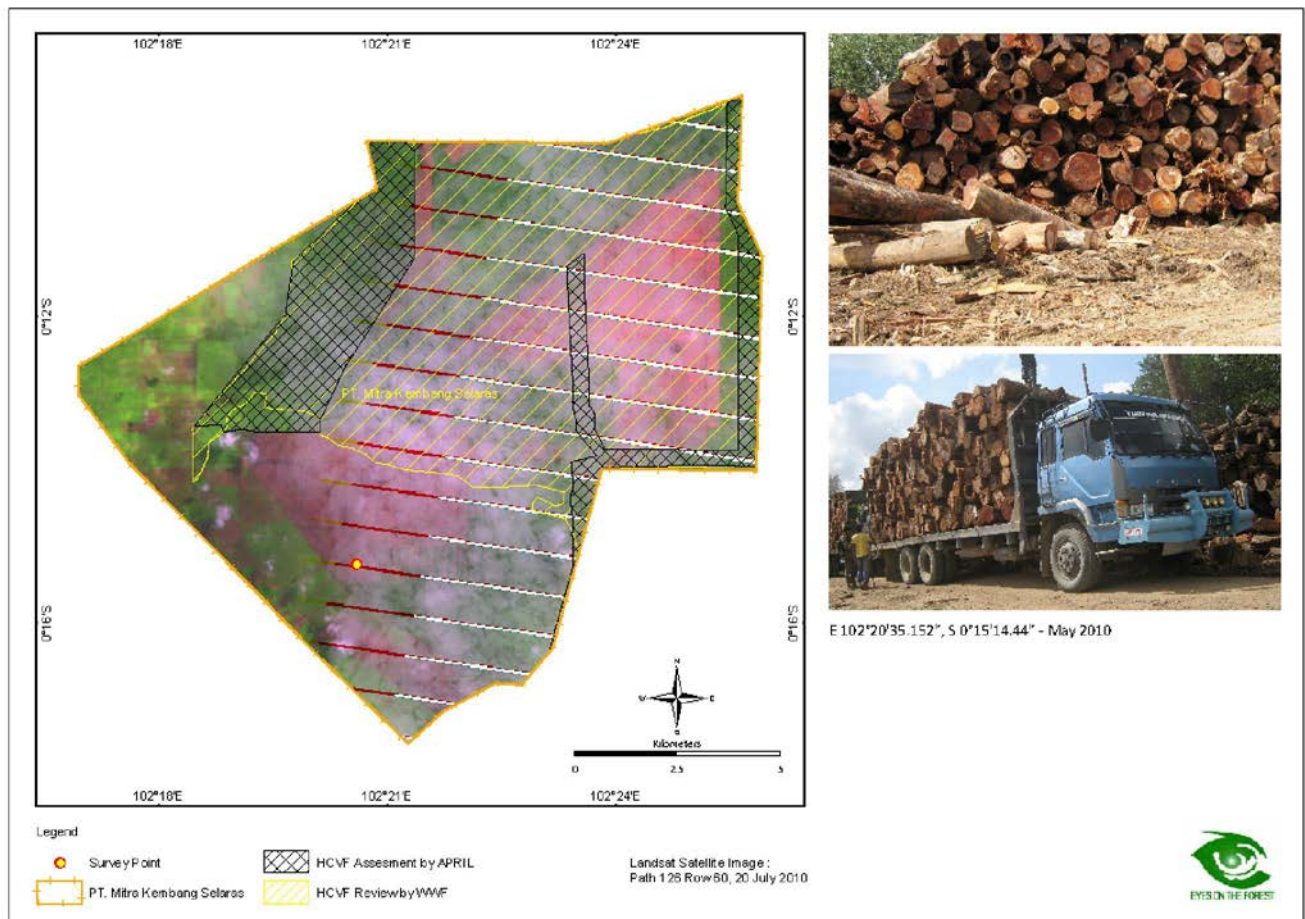 102°18'E
102°21'E
102°24'E
0°12'S
0°12'S
PT. Mitra Kembang Selaras
0°16'S
0°16'S
N
W
E
S
Kilometers
0
2.5
5
102°18'E
102°21'E
102°24'E
E 102°20'35.152", S 0°15'14.44" - May 2010
Legend
Survey Point
PT. Mitra Kembang Selaras
HCVF Assesment by APRIL
HCVF Review by WWF
Landsat Satellite Image :
Path 126 Row 60, 20 July 2010
EYES ON THE FOREST